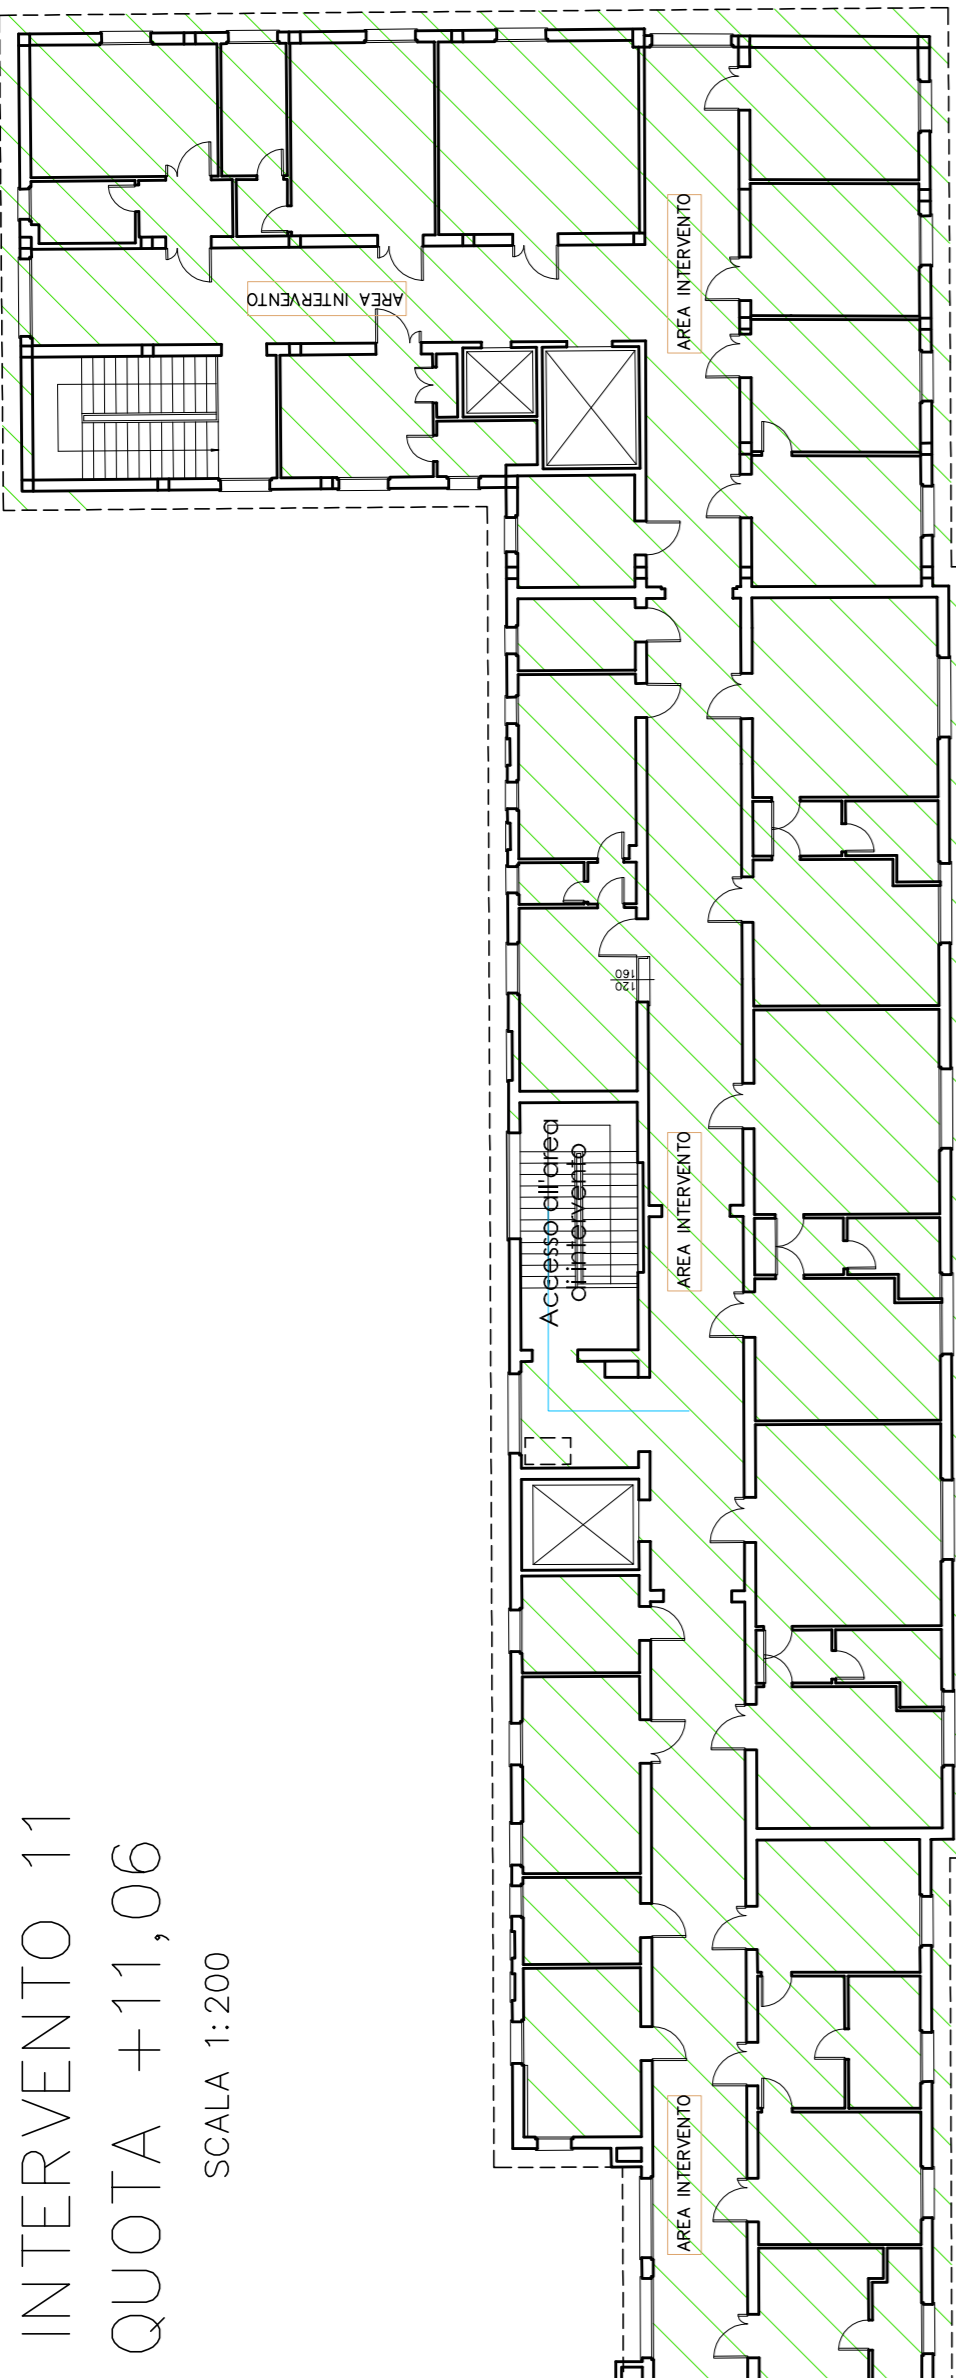 INTERVENTO 11
QUOTA +11,06
SCALA 1:200
AREA INTERVENTO
AREA INTERVENTO
120
160
Accesso all'area
d'intervento
AREA INTERVENTO
AREA INTERVENTO